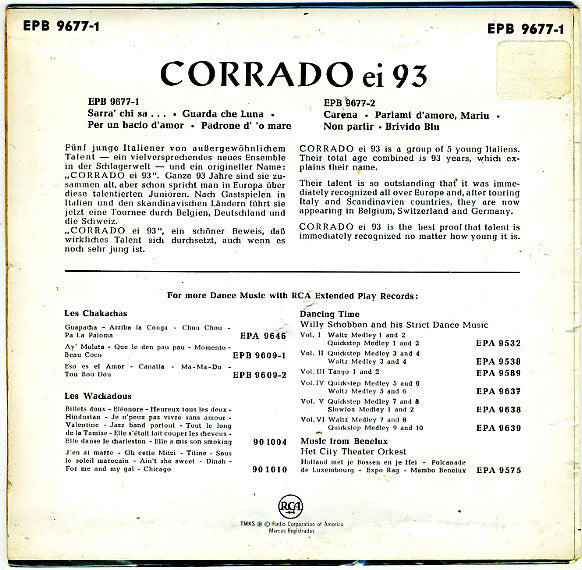 EPB 9677-1
EPB 9677-1
CORRADO ei 93
EPB 9677-1
Sarra' chi sa . . . • Guarda che Luna •
Per un bacio d'amor • Padrone d' 'o mare
EPB 9677-2
Carena • Parlami d'amore, Mariu •
Non partir • Brivido Blu
Fünf junge Italiener von außergewöhnlichem
Talent — ein vielversprechendes neues Ensemble
in der Schlagerwelt — und ein origineller Name:
„CORRADO ei 93". Ganze 93 Jahre sind sie zu-
sammen alt, aber schon spricht man in Europa über
diese talentierten Junioren. Nach Gastspielen in
Italien und den skandinavischen Ländern führt sie
jetzt eine Tournee durch Belgien, Deutschland und
die Schweiz.
„CORRADO ei 93", ein schöner Beweis, daß
wirkliches Talent sich durchsetzt, auch wenn es
noch sehr jung ist.
CORRADO ei 93 is a group of 5 young Italiens.
Their total age combined is 93 years, which ex-
plains their name.
Their talent is so outstanding that it was imme-
diately recognized all over Europe and, after touring
Italy and Scandinavien countries, they are now
appearing in Belgium, Switzerland and Germany.
CORRADO ei 93 is the best proof that talent is
immediately recognized no matter how young it is.
For more Dance Music with RCA Extended Play Records:
Les Chakachas
Guapacha - Arriba la Conga - Chou Chou -
Pa La Paloma EPA 9646
Ay' Mulata - Que le den pau pau - Momento -
Beau Coco EPB 9609-1
Eso es el Amor - Canalla - Ma-Ma-Du -
Tou Bou Dou EPB 9609-2
Les Wackadous
Billets doux - Eléonore - Heureux tous les deux -
Hindustan - Je n'peux pas vivre sans amour -
Valentine - Jazz band partout - Tout le long
de la Tamise - Elle s'était fait couper les cheveux -
Elle danse le charleston - Elle a mis son smoking 90 1004
J'en ai marre - Oh cette Mitzi - Titine - Sous
le soleil marocain - Ain't she sweet - Dinah -
For me and my gal - Chicago 90 1010
Dancing Time
Willy Schobben and his Strict Dance Music
Vol. I Waltz Medley 1 and 2
Quickstep Medley 1 and 2 EPA 9532
Vol. II Quickstep Medley 3 and 4
Waltz Medley 3 and 4 EPA 9538
Vol. III Tango 1 and 2 EPA 9589
Vol. IV Quickstep Medley 5 and 6
Waltz Medley 5 and 6 EPA 9637
Vol. V Quickstep Medley 7 and 8
Slowfox Medley 1 and 2 EPA 9638
Vol. VI Waltz Medley 7 and 8
Quickstep Medley 9 and 10 EPA 9639
Music from Benelux
Het City Theater Orkest
Holland met je Bossen en je Hei - Polcanade
de Luxembourg - Expo Rag - Mambo Benelux EPA 9575
RCA
TMKS ® © Radio Corporation of America
Marcas Registradas